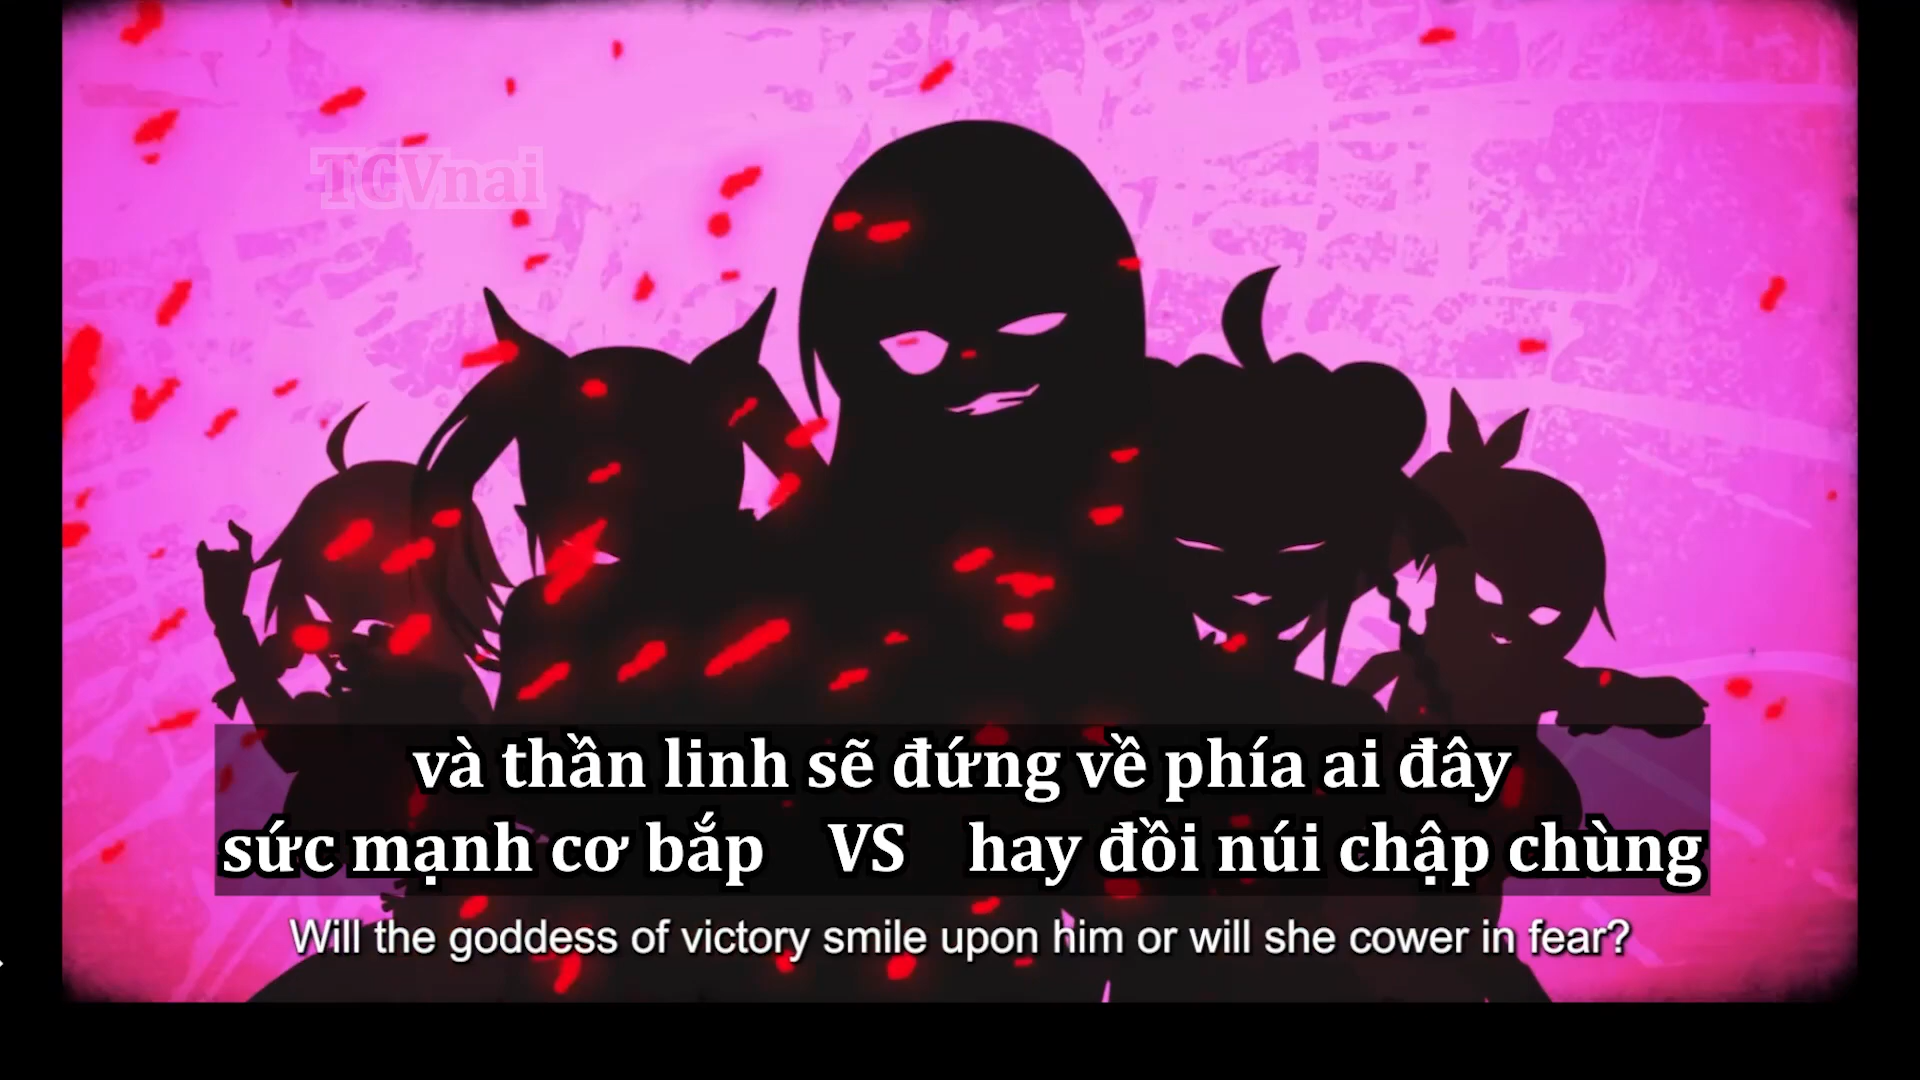 TCVnai
và thần linh sẽ đứng về phía ai đây
sức mạnh cơ bắp VS hay đồi núi chập chùng
Will the goddess of victory smile upon him or will she cower in fear?